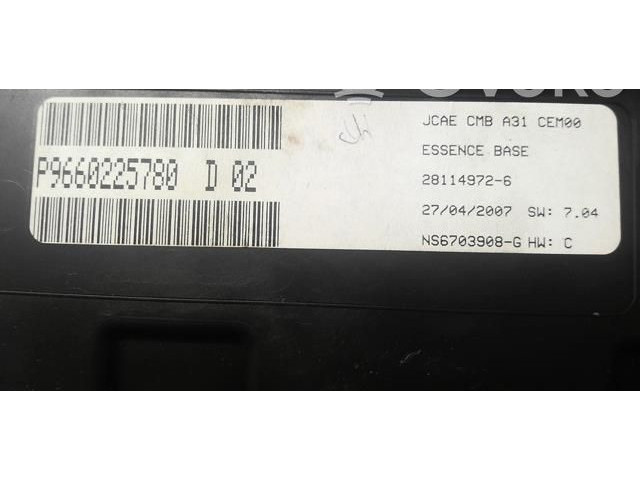 P9660225780 D 02
JCAE CMB A31 CEM00
ESSENCE BASE
28114972-6
27/04/2007 SW: 7.04
NS6703908-G HW: C